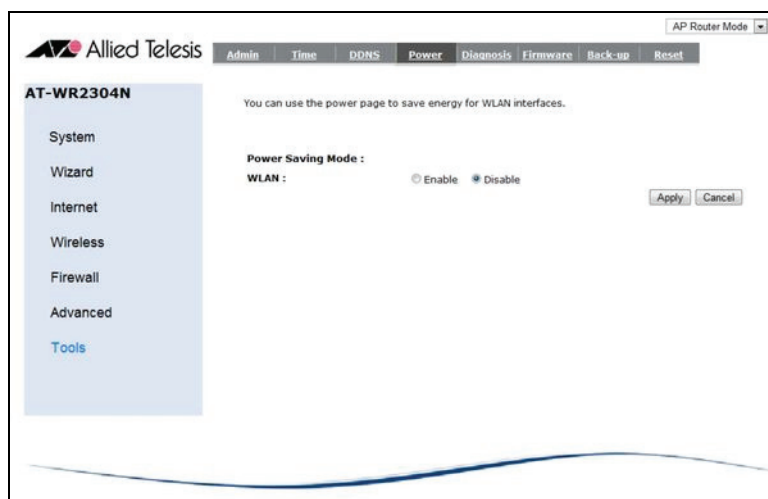 AP Router Mode
Allied Telesis
Admin Time DDNS Power Diagnosis Firmware Back-up Reset
AT-WR2304N
System
Wizard
Internet
Wireless
Firewall
Advanced
Tools
You can use the power page to save energy for WLAN interfaces.
Power Saving Mode :
WLAN : Enable Disable
Apply Cancel